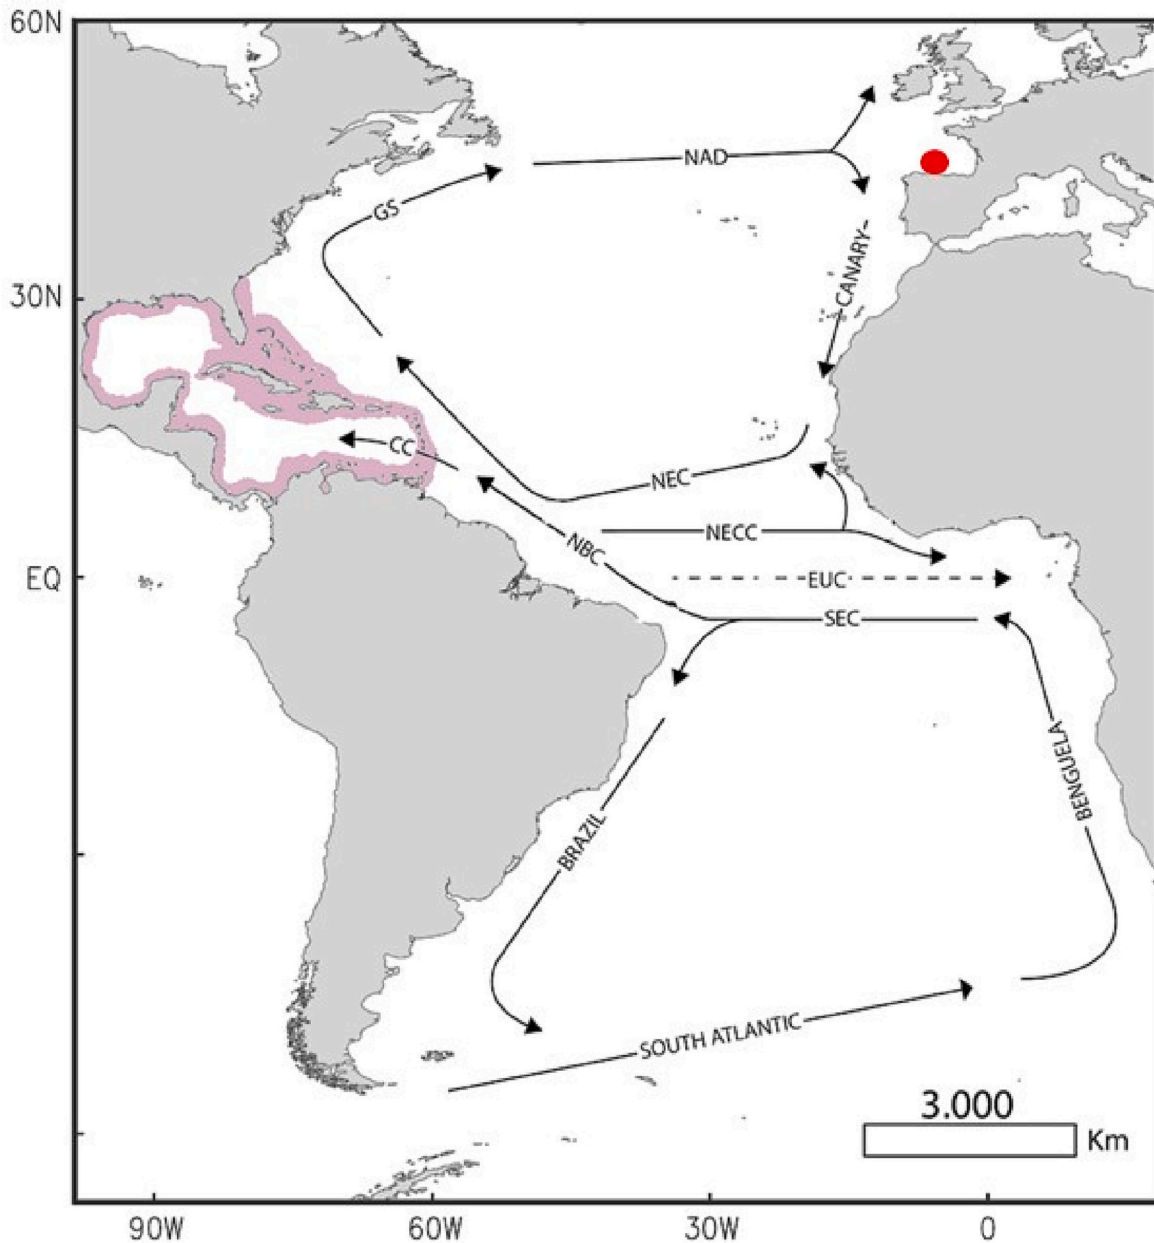 60N
NAD
GS
CANARY
30N
CC
NEC
NECC
NBC
EQ
EUC
SEC
BENGUELA
BRAZIL
SOUTH ATLANTIC
3.000
Km
90W
60W
30W
0